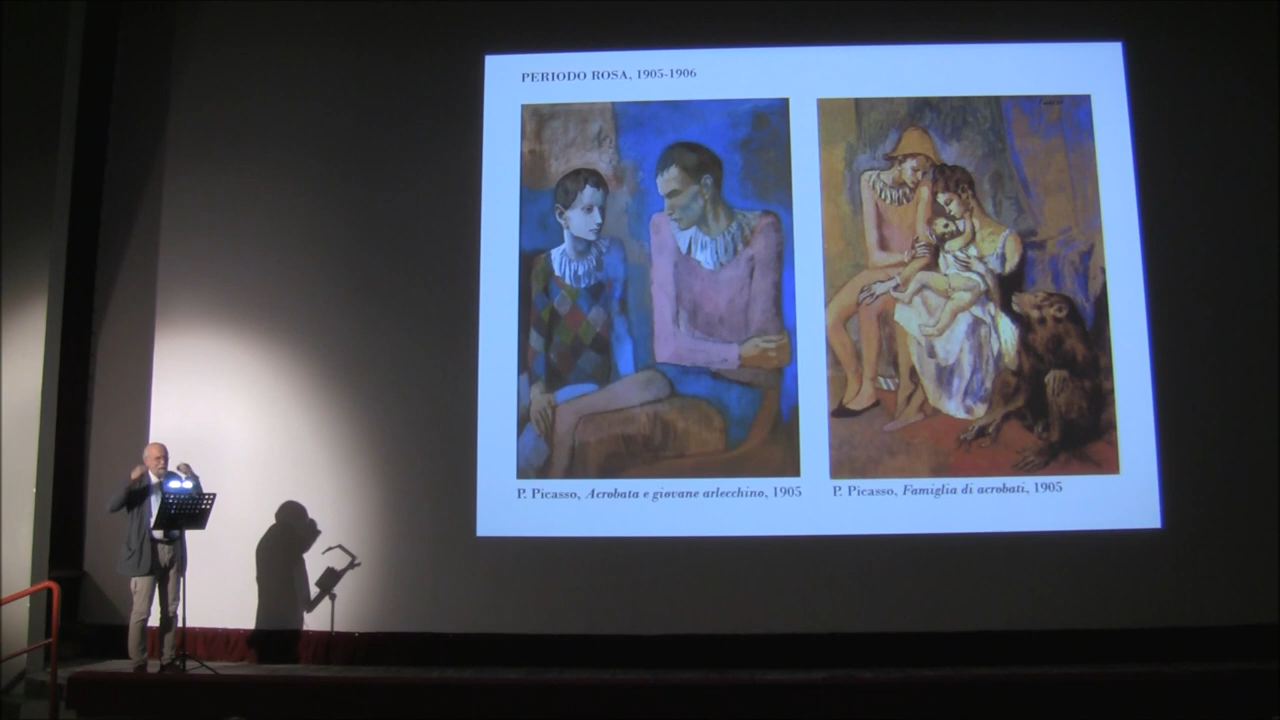 PERIODO ROSA, 1905-1906
P. Picasso, Acrobata e giovane arlecchino, 1905
P. Picasso, Famiglia di acrobati, 1905